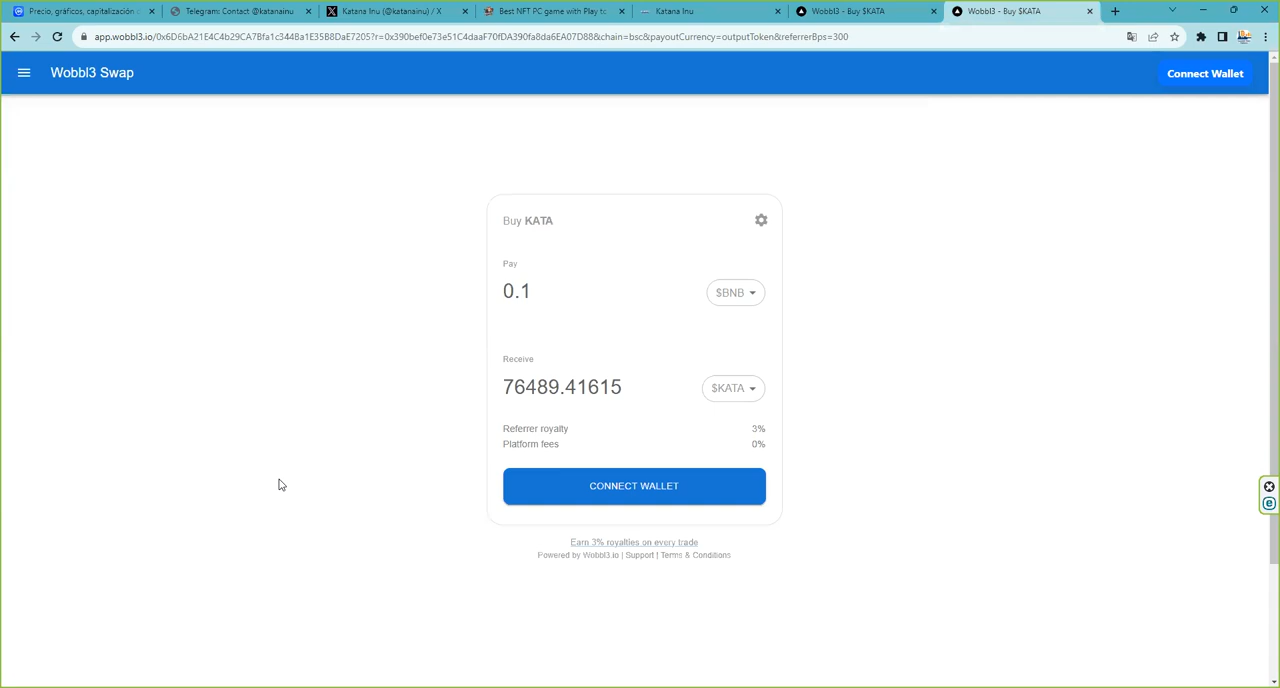 Precio, gráficos, capitalización d
Telegram: Contact @katanainu
Katana Inu (@katanainu) / X
Best NFT PC game with Play to
Katana Inu
Wobbl3 - Buy $KATA
Wobbl3 - Buy $KATA
app.wobbl3.io/0x6D6bA21E4C4b29CA7Bfa1c3448a1E35B8DaE7205?r=0x390bef0e73e51C4daaF70fDA390fa8da6EA07D88&chain=bsc&payoutCurrency=outputToken&referrerBps=300
Wobbl3 Swap
Connect Wallet
Buy KATA
Pay
0.1
$BNB
Receive
76489.41615
$KATA
Referrer royalty 3%
Platform fees 0%
CONNECT WALLET
Earn 3% royalties on every trade
Powered by Wobbl3.io | Support | Terms & Conditions